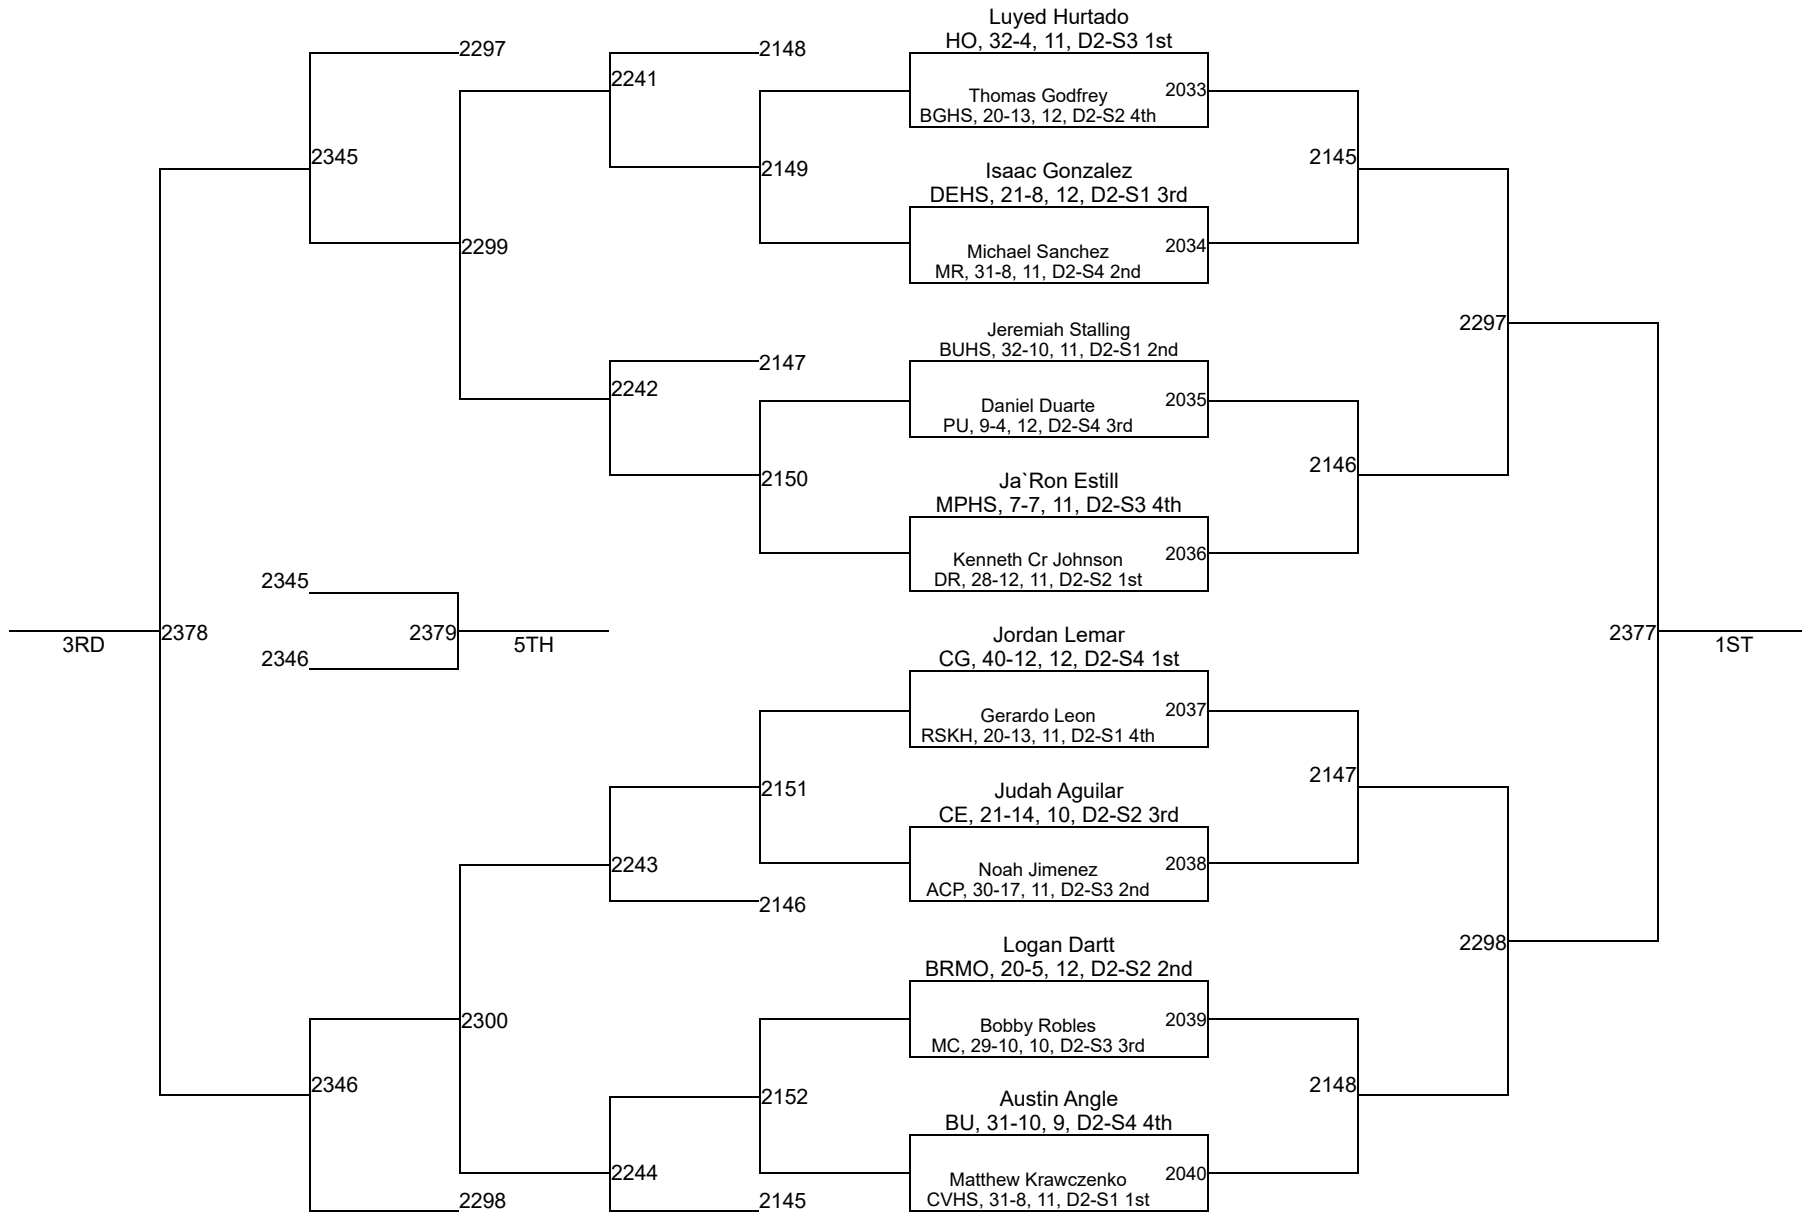 Luyed Hurtado
HO, 32-4, 11, D2-S3 1st
2297
2148
2241
Thomas Godfrey
2033
BGHS, 20-13, 12, D2-S2 4th
2345
2149
2145
Isaac Gonzalez
DEHS, 21-8, 12, D2-S1 3rd
2299
Michael Sanchez
2034
MR, 31-8, 11, D2-S4 2nd
2297
Jeremiah Stalling
BUHS, 32-10, 11, D2-S1 2nd
2147
2242
Daniel Duarte
2035
PU, 9-4, 12, D2-S4 3rd
2150
2146
Ja`Ron Estill
MPHS, 7-7, 11, D2-S3 4th
Kenneth Cr Johnson
2036
DR, 28-12, 11, D2-S2 1st
2345
3RD
2378
2379
5TH
2346
Jordan Lemar
CG, 40-12, 12, D2-S4 1st
2377
1ST
Gerardo Leon
2037
RSKH, 20-13, 11, D2-S1 4th
2151
2147
Judah Aguilar
CE, 21-14, 10, D2-S2 3rd
2243
Noah Jimenez
2038
ACP, 30-17, 11, D2-S3 2nd
2146
2298
Logan Dartt
BRMO, 20-5, 12, D2-S2 2nd
2300
Bobby Robles
2039
MC, 29-10, 10, D2-S3 3rd
2346
2152
2148
Austin Angle
BU, 31-10, 9, D2-S4 4th
2244
Matthew Krawczenko
2040
CVHS, 31-8, 11, D2-S1 1st
2298
2145